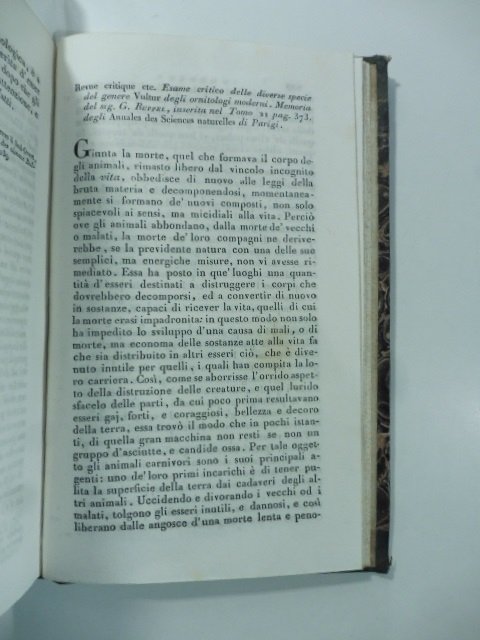 ologica, è
Revue critique etc. Esame critico delle diverse specie
del genere Vultur degli ornitologi moderni. Memoria
del sig. G. Ruppel, inserita nel Tomo 21 pag. 373.
degli Annales des Sciences naturelles di Parigi.
Giunta la morte, quel che formava il corpo de-
gli animali, rimasto libero dal vincolo incognito
della vita, obbedisce di nuovo alle leggi della
bruta materia e decomponendosi, momentanea-
mente si formano de' nuovi composti, non solo
spiacevoli ai sensi, ma micidiali alla vita. Perciò
ove gli animali abbondano, dalla morte de' vecchi
o malati, la morte de' loro compagni ne derive-
rebbe, se la previdente natura con una delle sue
semplici, ma energiche misure, non vi avesse ri-
mediato. Essa ha posto in que' luoghi una quan-
tità d'esseri destinati a distruggere i corpi che
dovrebbero decomporsi, ed a convertir di nuovo
in sostanze, capaci di ricever la vita, quelli di cui
la morte erasi impadronita: in questo modo non solo
ha impedito lo sviluppo d'una causa di mali, o di
morte, ma economa delle sostanze atte alla vita fa
che sia distribuito in altri esseri ciò, che è dive-
nuto inutile per quelli, i quali han compita la lo-
ro carriera. Così, come se aborrisse l'orrido aspet-
to della distruzione delle creature, e quel lurido
sfacelo delle parti, da cui poco prima resultavano
esseri gaj, forti, e coraggiosi, bellezza e decoro
della terra, essa trovò il modo che in pochi istan-
ti, di quella gran macchina non resti se non un
gruppo d'asciutte, e candide ossa. Per tale ogget-
to gli animali carnivori sono i suoi principali a-
genti: uno de' loro primi incarichi è di tener pu-
lita la superficie della terra dai cadaveri degli al-
tri animali. Uccidendo e divorando i vecchi od i
malati, tolgono gli esseri inutili, e dannosi, e così
liberano dalle angosce d'una morte lenta e peno-